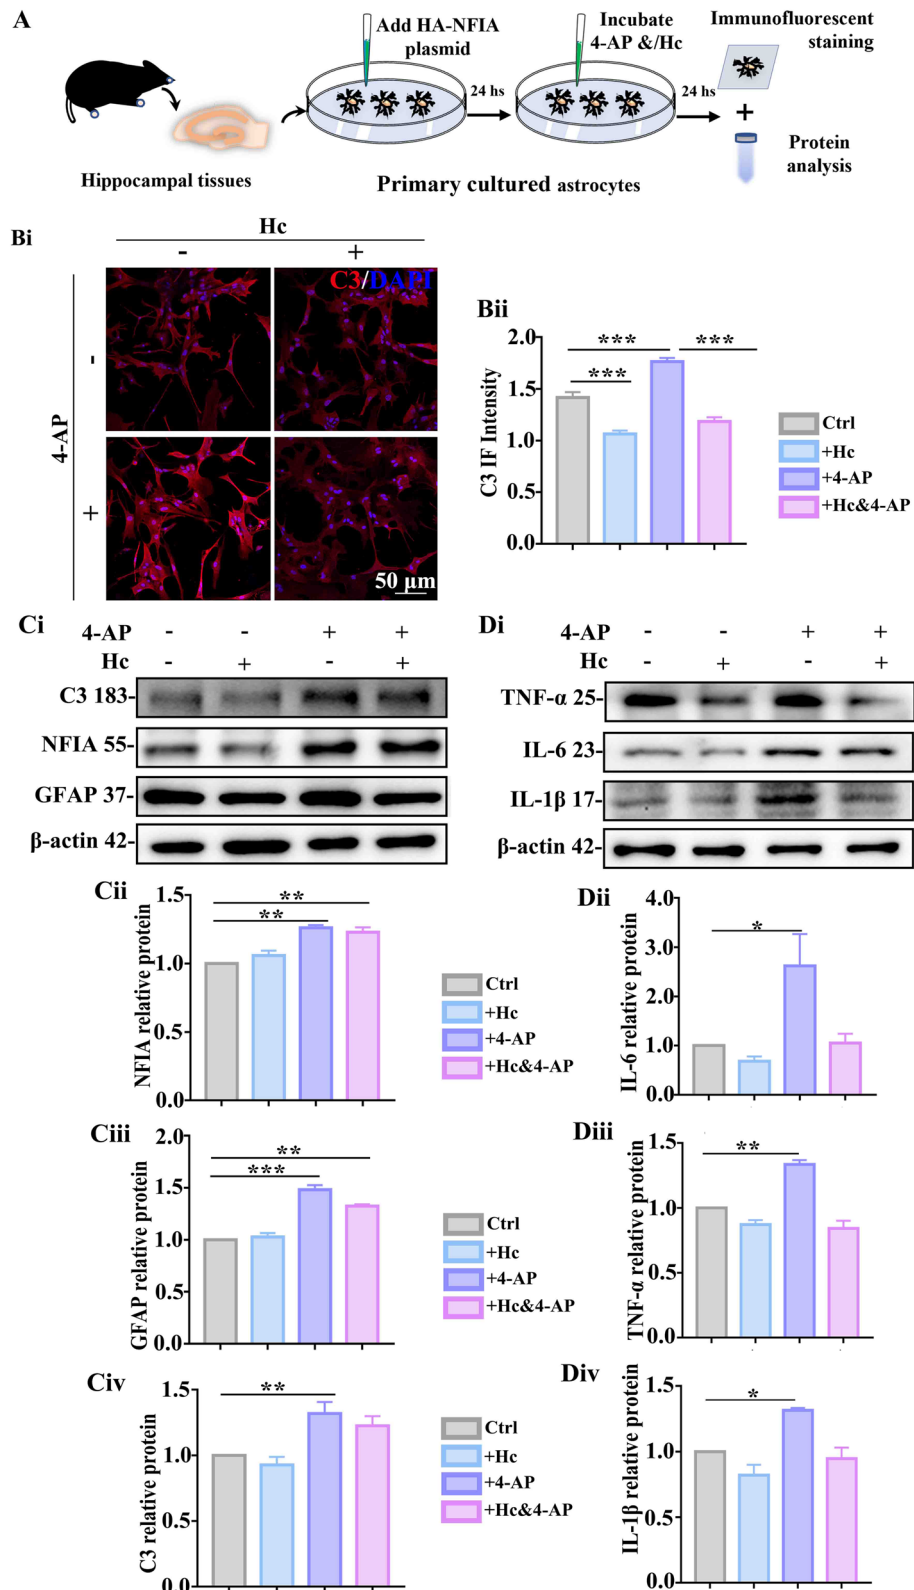 A
Add HA-NFIA
plasmid
Incubate
4-AP &/Hc
Immunofluorescent
staining
24 hs
24 hs
+
Protein
analysis
Hippocampal tissues
Primary cultured astrocytes
Bi
Hc
-
+
C3/DAPI
4-AP
-
+
50 μm
Bii
***
***
***
C3 IF Intensity
2.0
1.5
1.0
0.5
0.0
Ctrl
+Hc
+4-AP
+Hc&4-AP
Ci
4-AP - - + +
Hc - + - +
C3 183-
NFIA 55-
GFAP 37-
β-actin 42-
Di
4-AP - - + +
Hc - + - +
TNF-α 25-
IL-6 23
IL-1β 17
β-actin 42-
Cii
**
**
NFIA relative protein
1.5
1.0
0.5
0.0
Ctrl
+Hc
+4-AP
+Hc&4-AP
Dii
*
IL-6 relative protein
4.0
3.0
2.0
1.0
0.0
Ciii
**
***
GFAP relative protein
2.0
1.5
1.0
0.5
0.0
Ctrl
+Hc
+4-AP
+Hc&4-AP
Diii
**
TNF-α relative protein
1.5
1.0
0.5
0.0
Civ
**
C3 relative protein
1.5
1.0
0.5
0.0
Ctrl
+Hc
+4-AP
+Hc&4-AP
Div
*
IL-1β relative protein
1.5
1.0
0.5
0.0